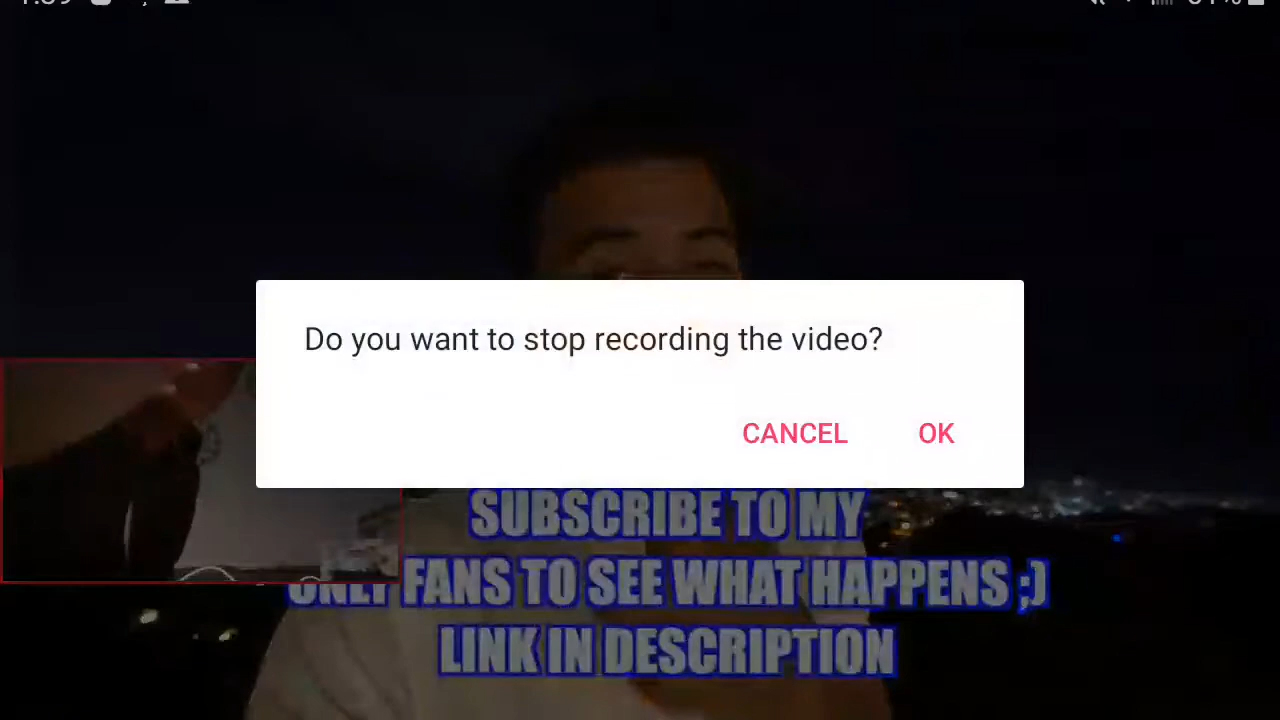 Do you want to stop recording the video?
CANCEL OK
SUBSCRIBE TO MY
ONLY FANS TO SEE WHAT HAPPENS ;)
LINK IN DESCRIPTION